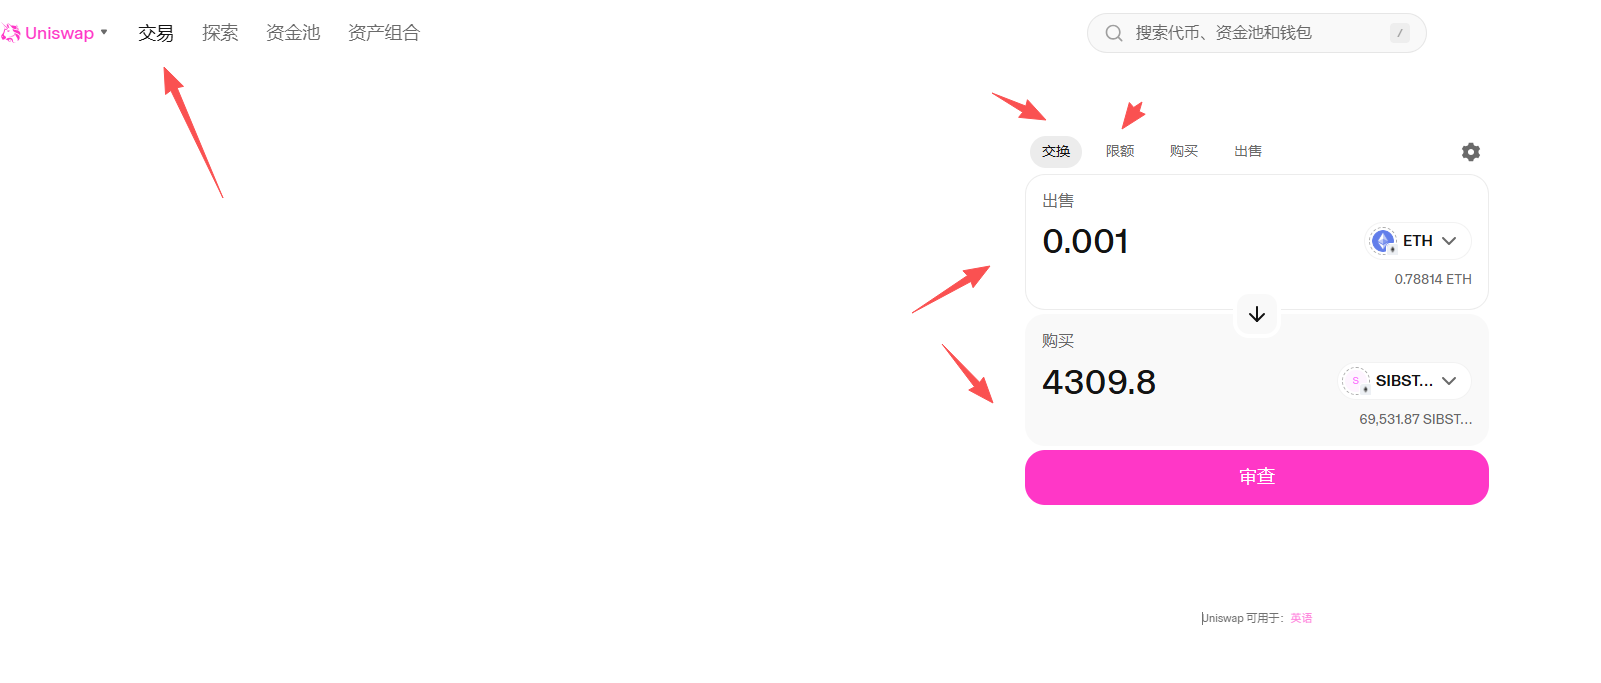 Uniswap 交易 探索 资金池 资产组合
搜索代币、资金池和钱包 /
交换 限额 购买 出售
出售
0.001
ETH
0.78814 ETH
购买
4309.8
S SIBST...
69,531.87 SIBST...
审查
Uniswap 可用于：英语